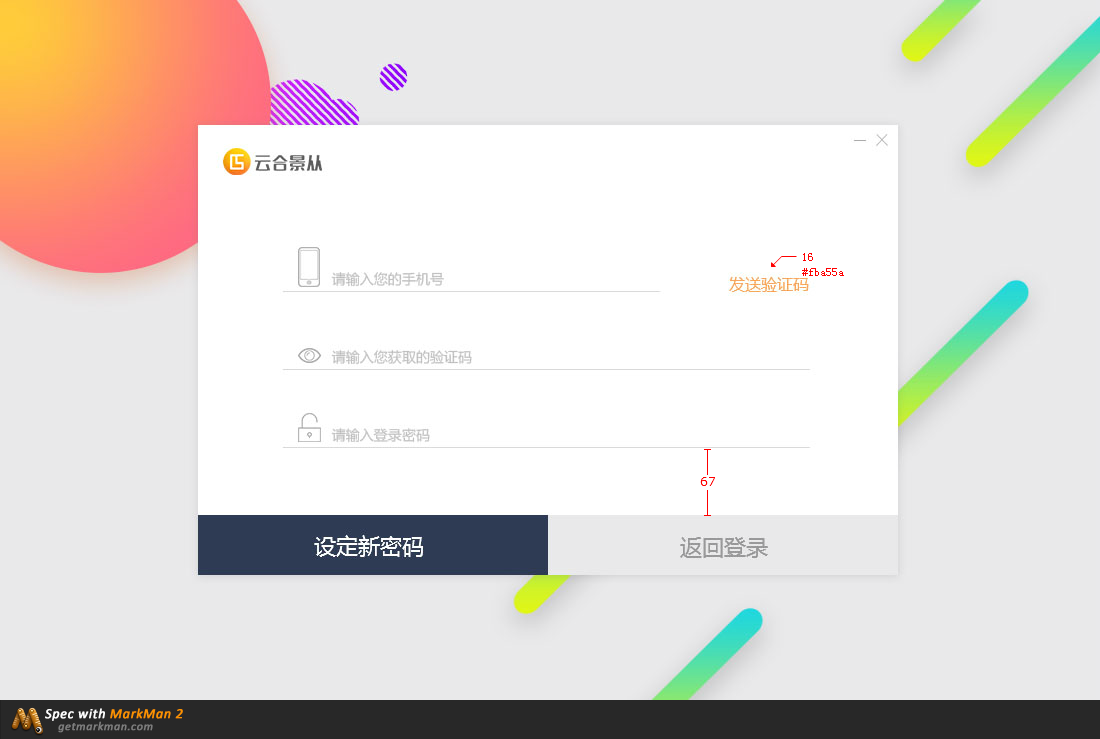 云合景从
16
#fba55a
请输入您的手机号
发送验证码
请输入您获取的验证码
请输入登录密码
67
设定新密码
返回登录
Spec with MarkMan 2
getmarkman.com